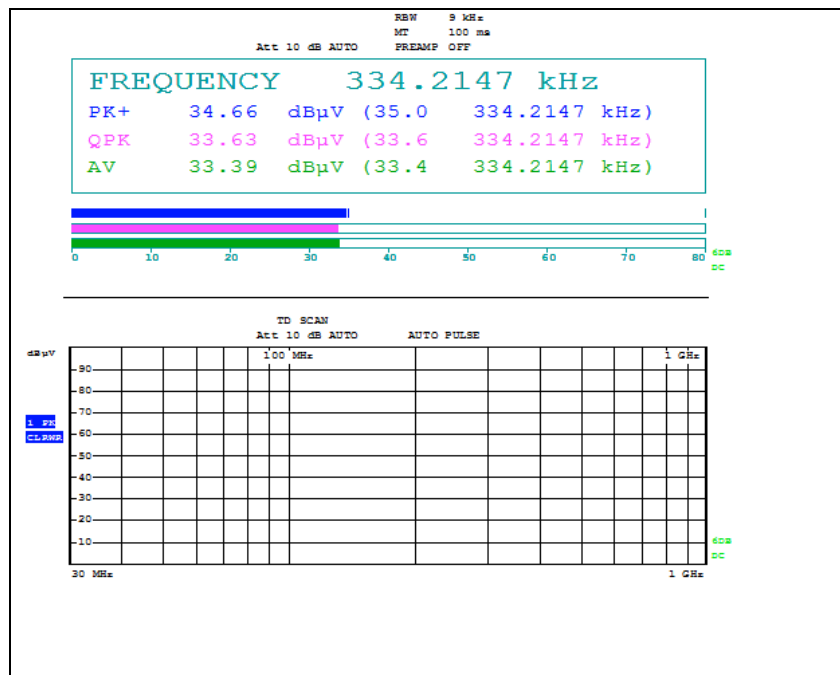 RBW 9 kHz
MT 100 ms
Att 10 dB AUTO PREAMP OFF
FREQUENCY 334.2147 kHz
PK+ 34.66 dBµV (35.0 334.2147 kHz)
QPK 33.63 dBµV (33.6 334.2147 kHz)
AV 33.39 dBµV (33.4 334.2147 kHz)
0 10 20 30 40 50 60 70 80
6DB
DC
TD SCAN
Att 10 dB AUTO AUTO PULSE
dBµV
100 MHz 1 GHz
90
80
70
1 PK
60
CLRWR
50
40
30
20
10
6DB
DC
30 MHz 1 GHz